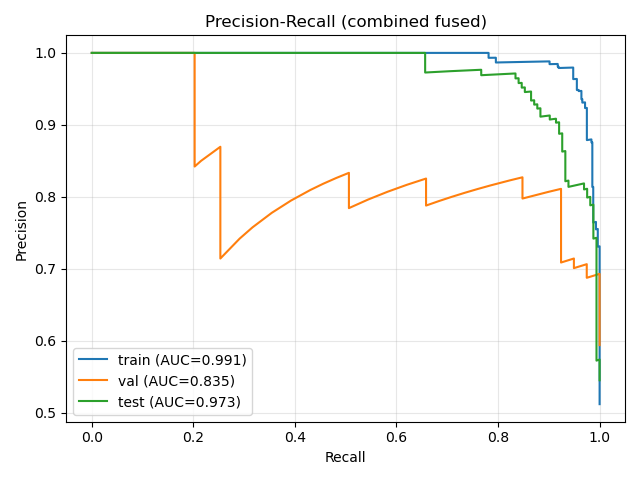 Precision-Recall (combined fused)
1.0
0.9
0.8
0.7
0.6
0.5
Precision
train (AUC=0.991)
val (AUC=0.835)
test (AUC=0.973)
0.0 0.2 0.4 0.6 0.8 1.0
Recall